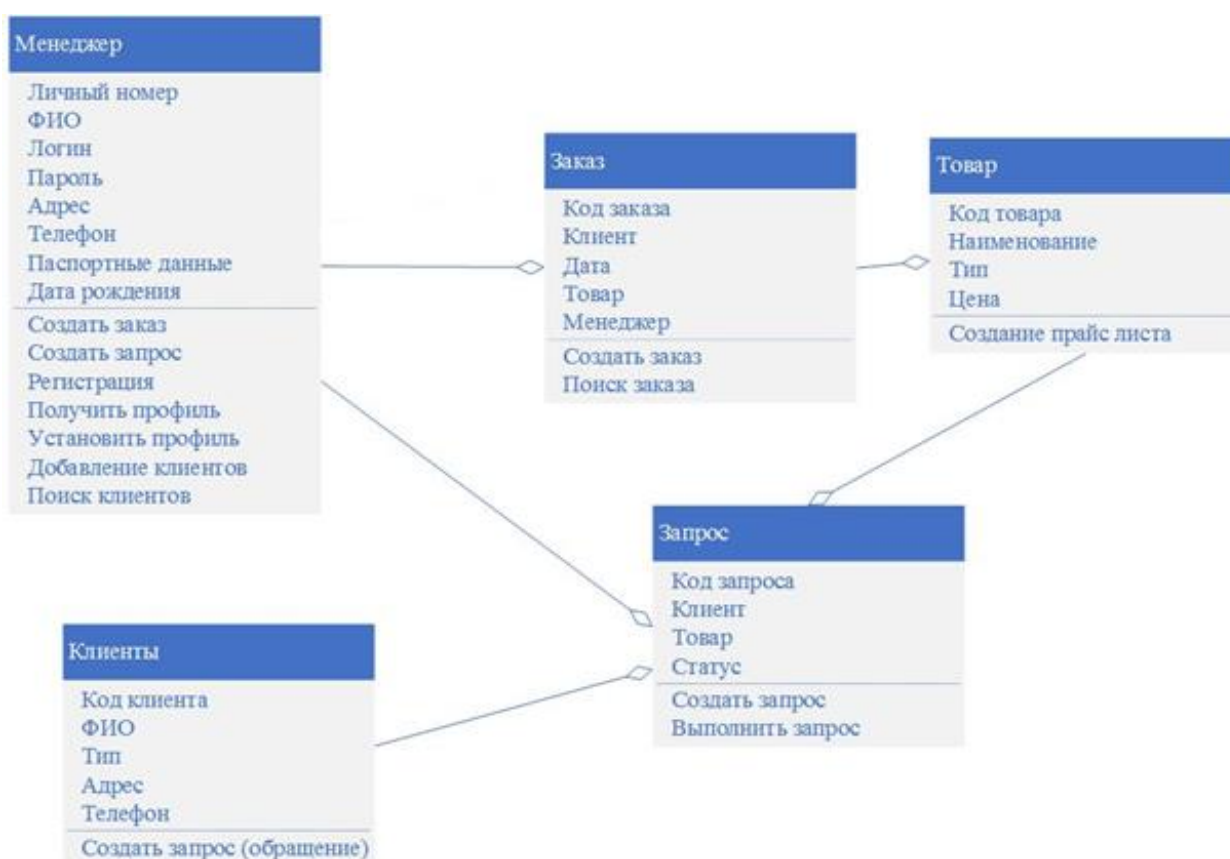 Менеджер
Личный номер
ФИО
Логин
Пароль
Адрес
Телефон
Паспортные данные
Дата рождения
Создать заказ
Создать запрос
Регистрация
Получить профиль
Установить профиль
Добавление клиентов
Поиск клиентов
Заказ
Код заказа
Клиент
Дата
Товар
Менеджер
Создать заказ
Поиск заказа
Товар
Код товара
Наименование
Тип
Цена
Создание прайс листа
Запрос
Код запроса
Клиент
Товар
Статус
Создать запрос
Выполнить запрос
Клиенты
Код клиента
ФИО
Тип
Адрес
Телефон
Создать запрос (обращение)